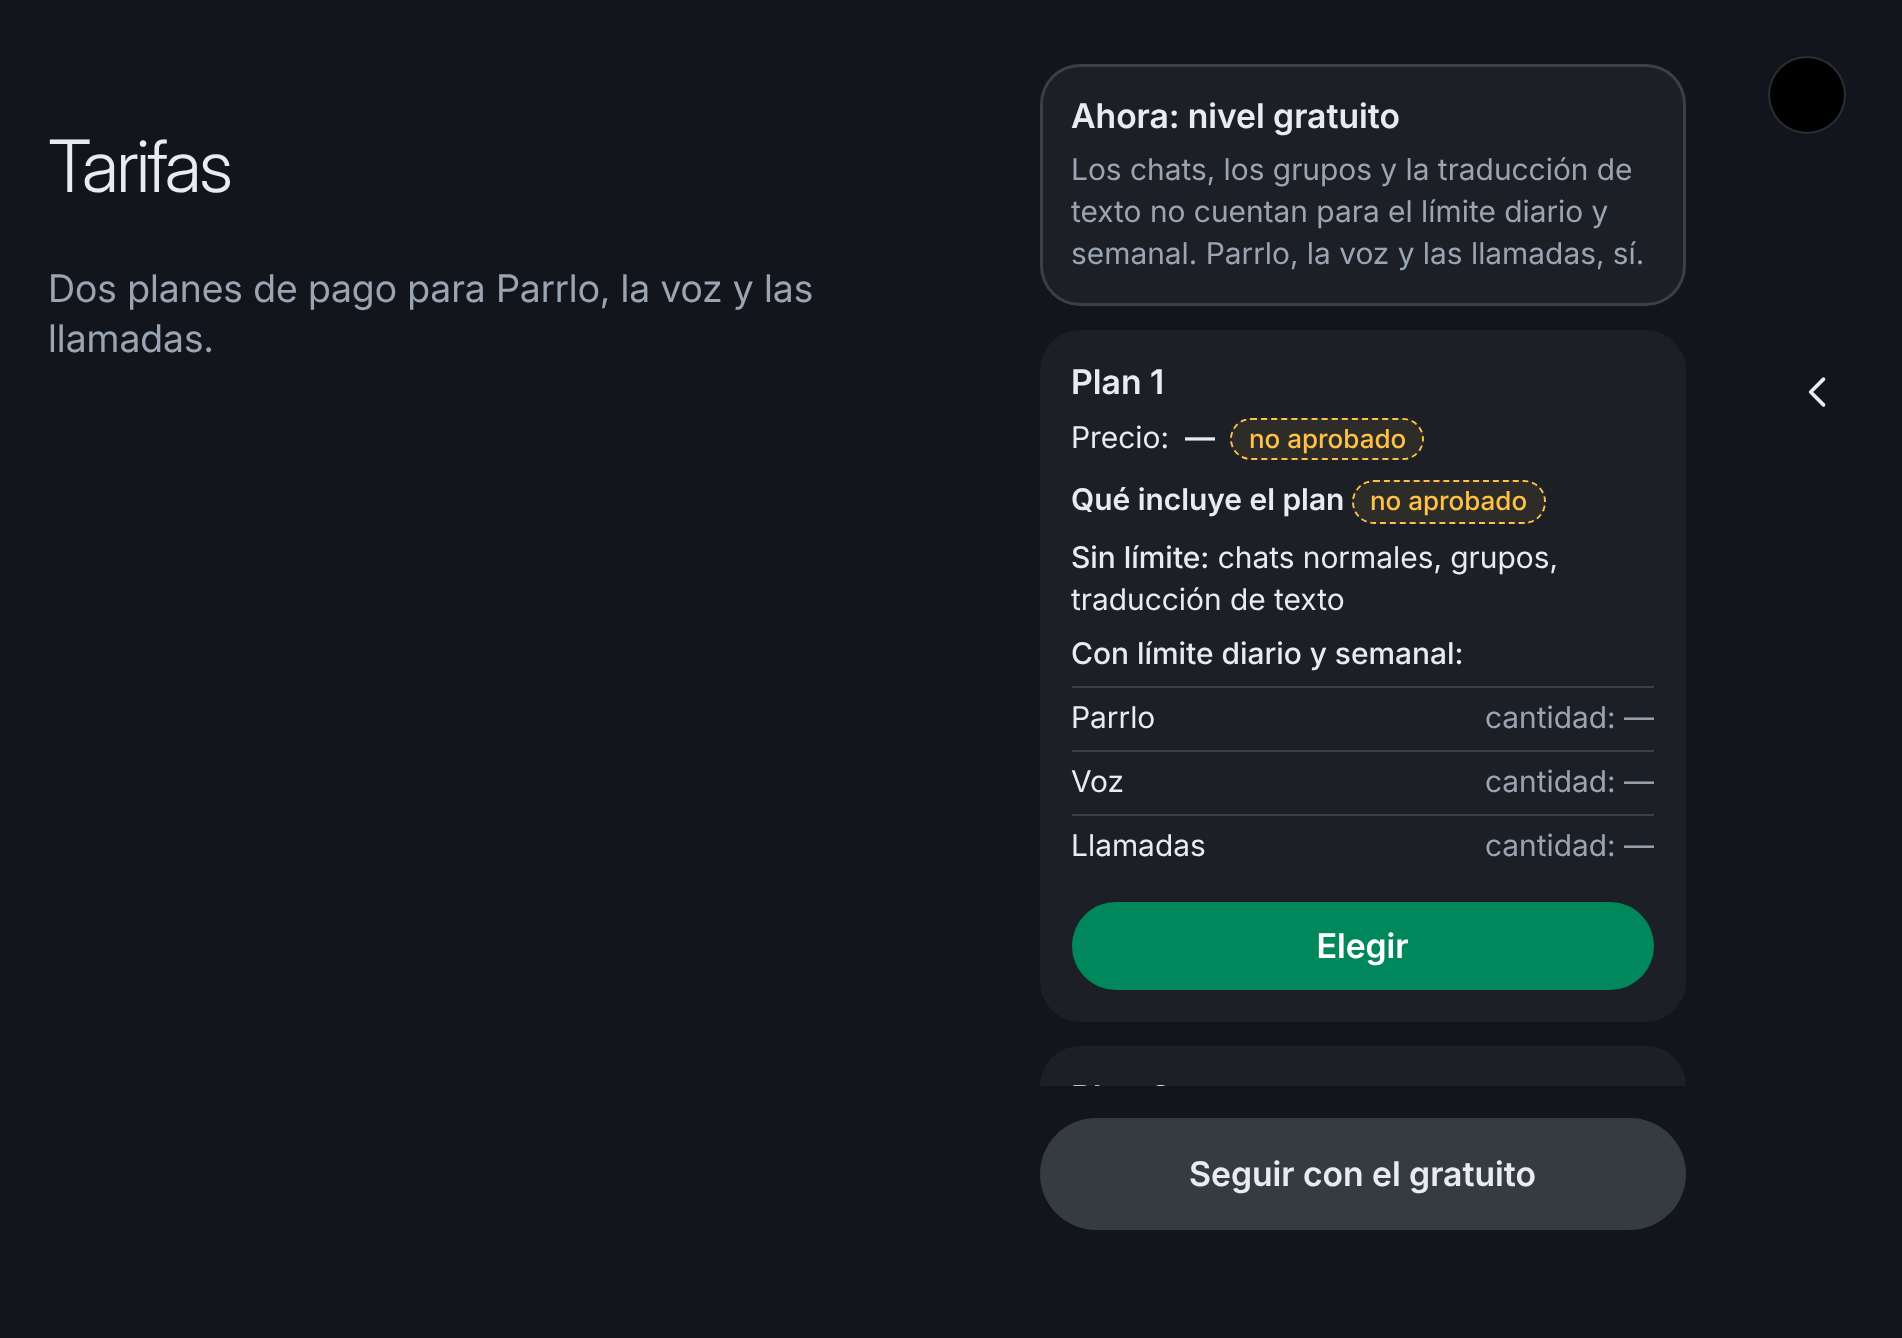 Tarifas
Dos planes de pago para Parrlo, la voz y las
llamadas.
Ahora: nivel gratuito
Los chats, los grupos y la traducción de
texto no cuentan para el límite diario y
semanal. Parrlo, la voz y las llamadas, sí.
Plan 1
Precio: — no aprobado
Qué incluye el plan no aprobado
Sin límite: chats normales, grupos,
traducción de texto
Con límite diario y semanal:
Parrlo cantidad: —
Voz cantidad: —
Llamadas cantidad: —
Elegir
Seguir con el gratuito